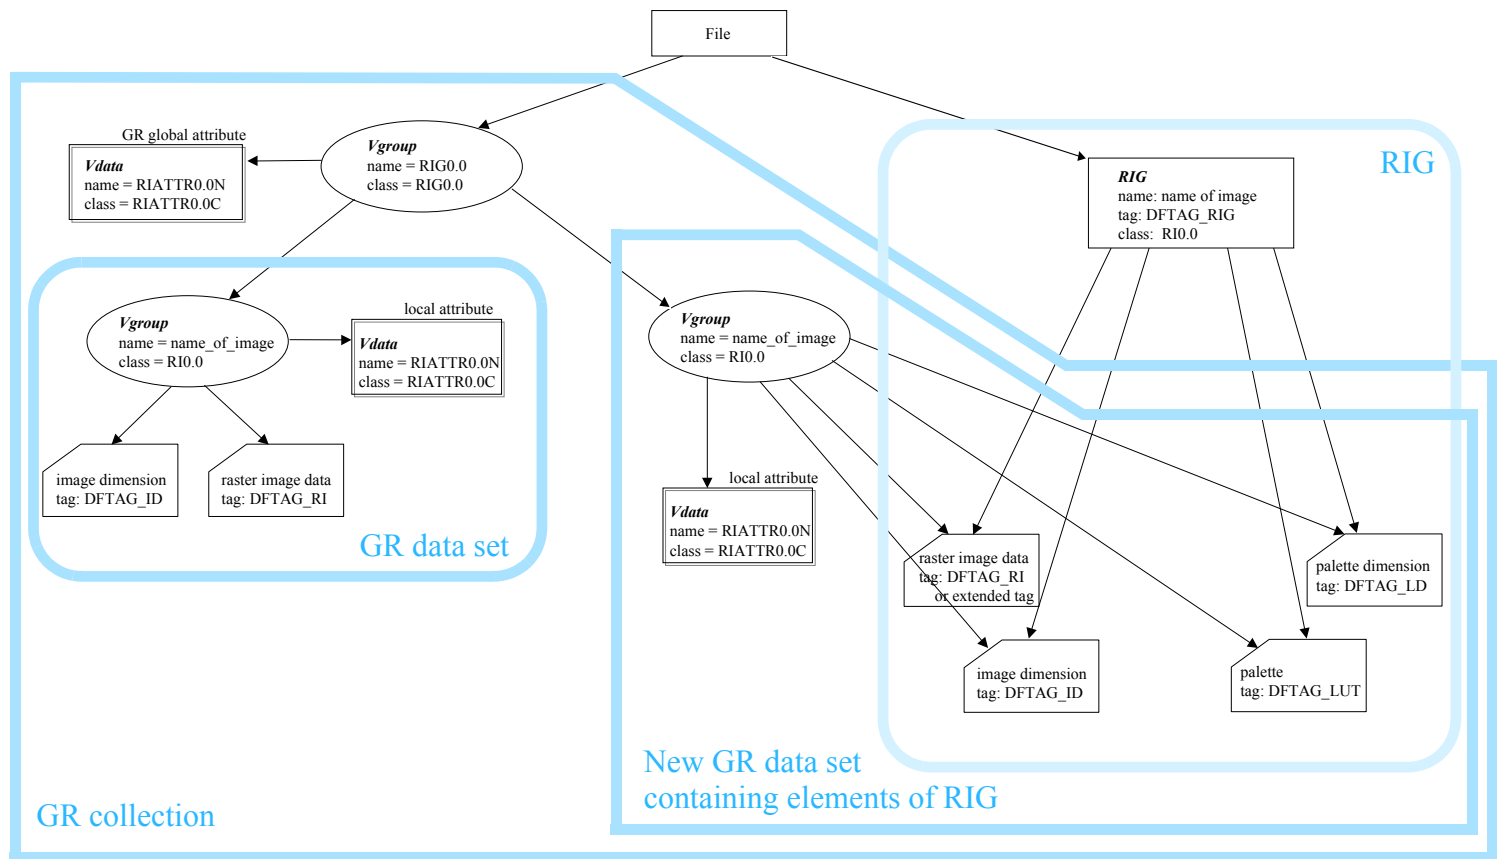 File
GR global attribute
Vdata
name = RIATTR0.0N
class = RIATTR0.0C
Vgroup
name = RIG0.0
class = RIG0.0
RIG
RIG
name: name of image
tag: DFTAG_RIG
class:  RI0.0
Vgroup
name = name_of_image
class = RI0.0
local attribute
Vdata
name = RIATTR0.0N
class = RIATTR0.0C
image dimension
tag: DFTAG_ID
raster image data
tag: DFTAG_RI
GR data set
Vgroup
name = name_of_image
class = RI0.0
local attribute
Vdata
name = RIATTR0.0N
class = RIATTR0.0C
raster image data
tag: DFTAG_RI
or extended tag
palette dimension
tag: DFTAG_LD
image dimension
tag: DFTAG_ID
palette
tag: DFTAG_LUT
New GR data set
containing elements of RIG
GR collection